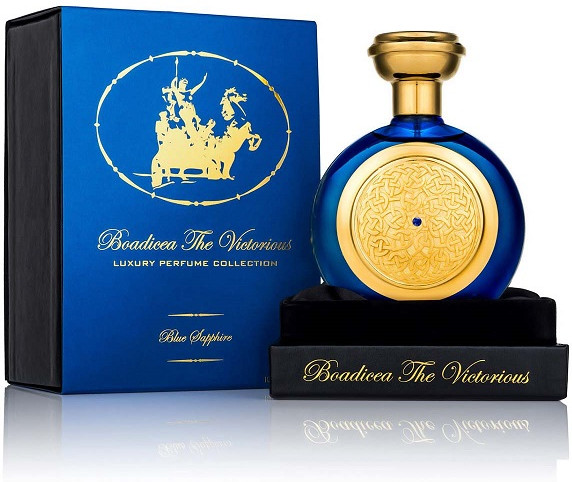 Boadicea The Victorious
LUXURY PERFUME COLLECTION
Blue Sapphire
Boadicea The Victorious